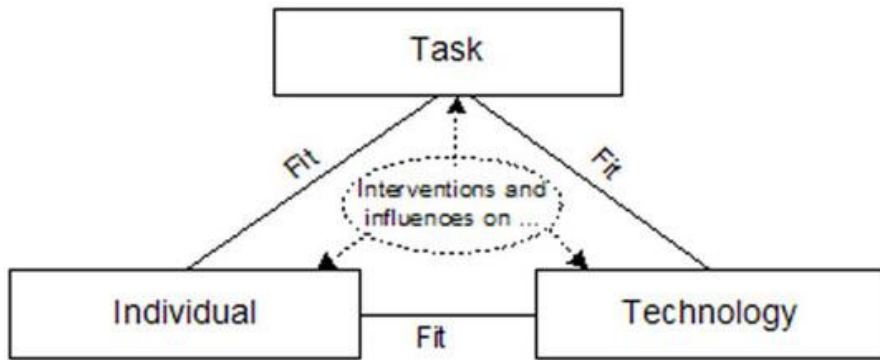 Task
Fit
Fit
Interventions and
influences on ...
Individual
Fit
Technology